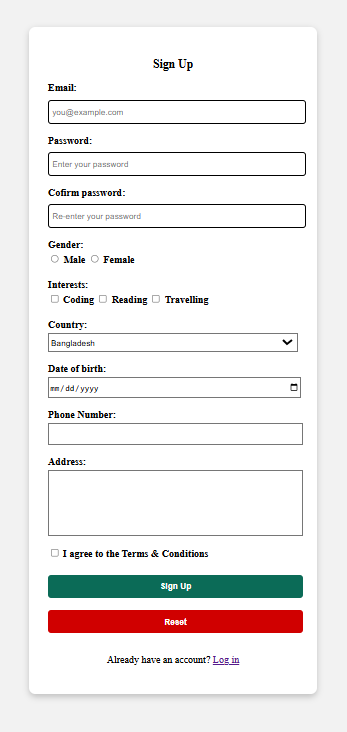 Sign Up
Email:
you@example.com
Password:
Enter your password
Cofirm password:
Re-enter your password
Gender:
Male Female
Interests:
Coding Reading Travelling
Country:
Bangladesh
Date of birth:
mm/dd/yyyy
Phone Number:
Address:
I agree to the Terms & Conditions
Sign Up
Reset
Already have an account? Log in